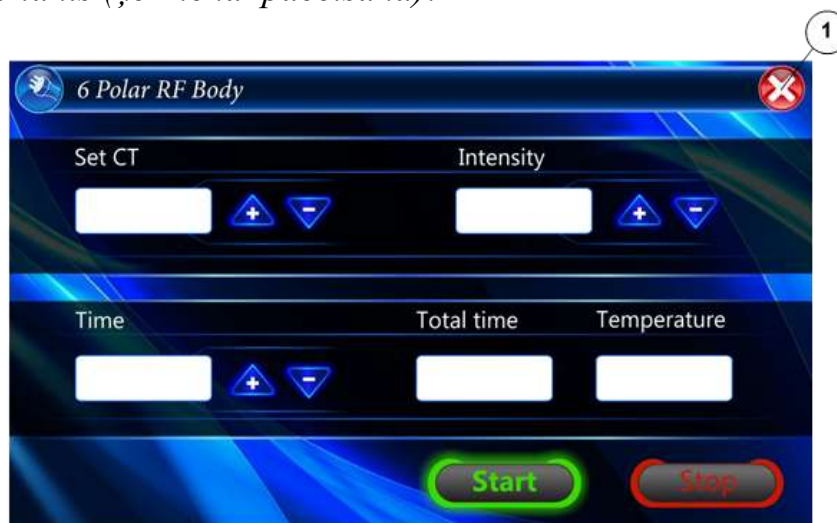 1
6 Polar RF Body
Set CT Intensity
+ - + -
Time Total time Temperature
+ -
Start Stop